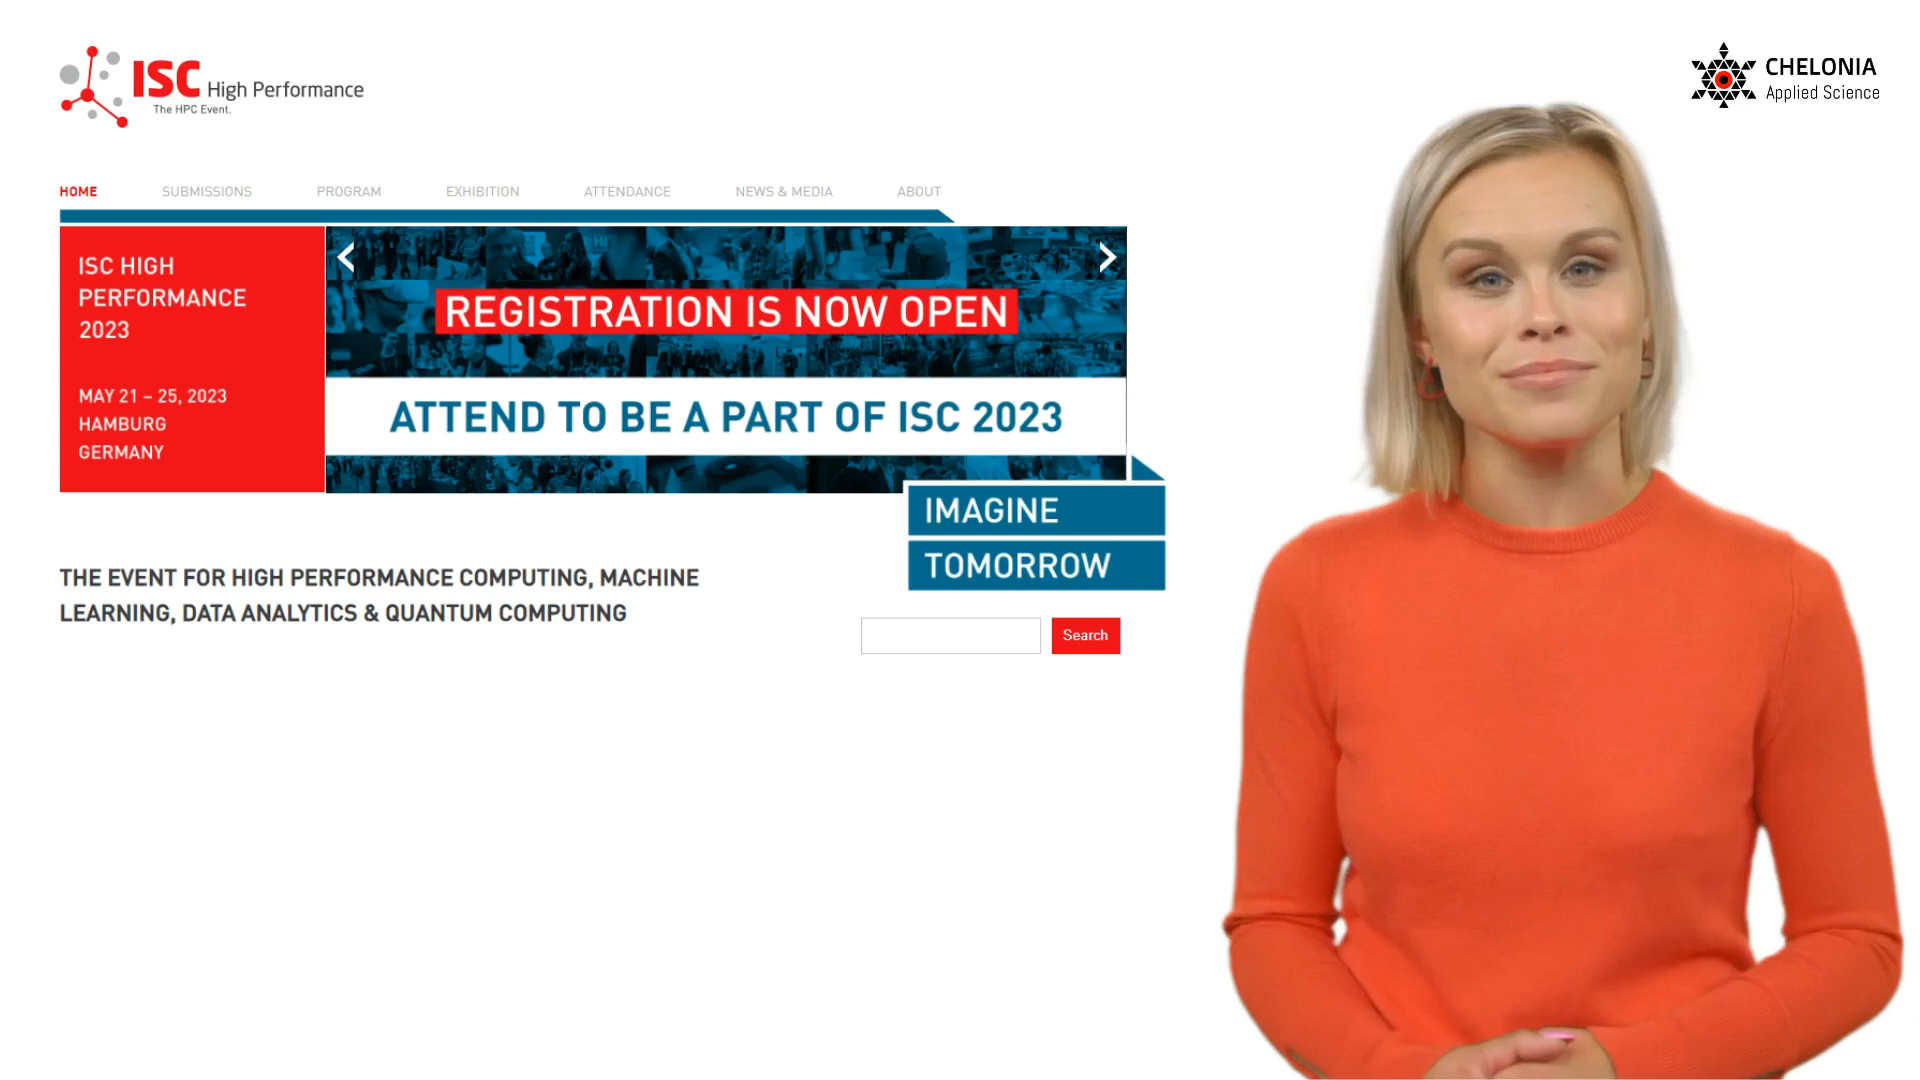 ISC High Performance
The HPC Event.
CHELONIA
Applied Science
HOME SUBMISSIONS PROGRAM EXHIBITION ATTENDANCE NEWS & MEDIA ABOUT
ISC HIGH
PERFORMANCE
2023
MAY 21 – 25, 2023
HAMBURG
GERMANY
REGISTRATION IS NOW OPEN
ATTEND TO BE A PART OF ISC 2023
IMAGINE
TOMORROW
THE EVENT FOR HIGH PERFORMANCE COMPUTING, MACHINE
LEARNING, DATA ANALYTICS & QUANTUM COMPUTING
Search